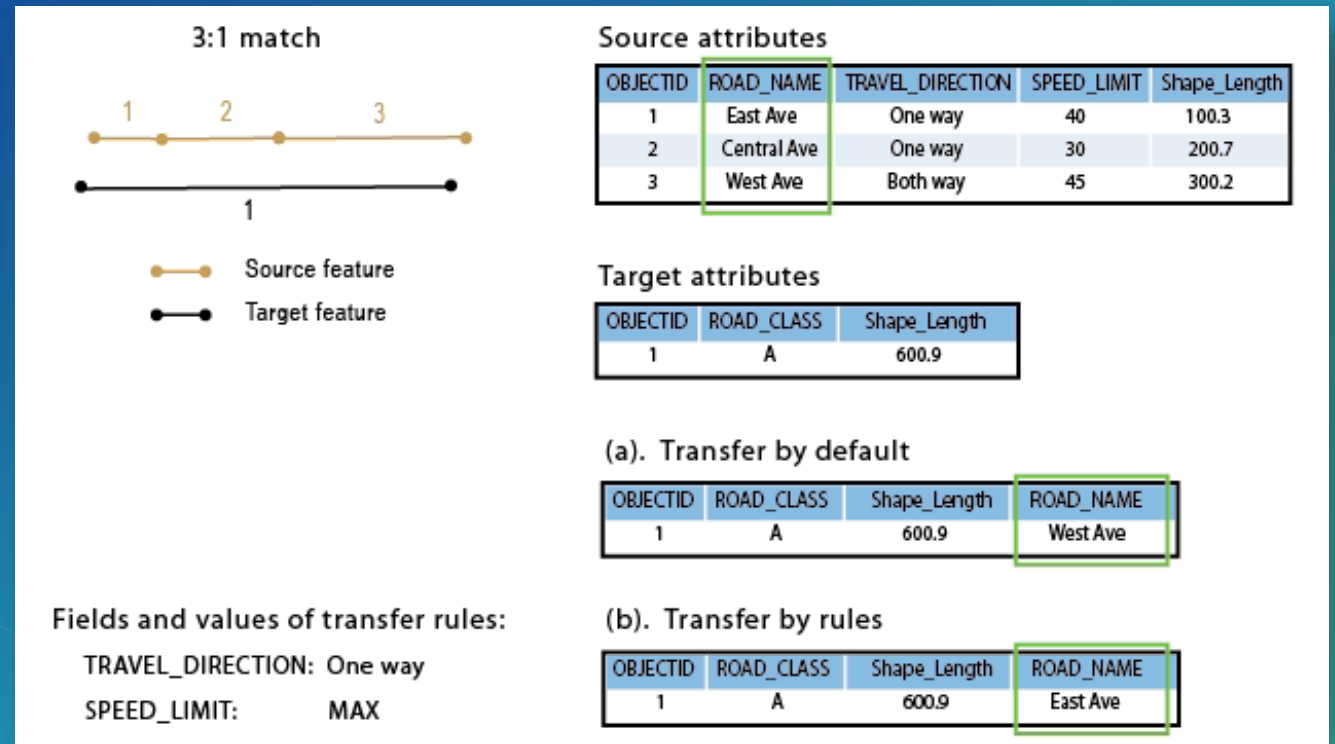 3:1 match
1 2 3
1
Source feature
Target feature
Source attributes
OBJECTID ROAD_NAME TRAVEL_DIRECTION SPEED_LIMIT Shape_Length
1 East Ave One way 40 100.3
2 Central Ave One way 30 200.7
3 West Ave Both way 45 300.2
Target attributes
OBJECTID ROAD_CLASS Shape_Length
1 A 600.9
(a). Transfer by default
OBJECTID ROAD_CLASS Shape_Length ROAD_NAME
1 A 600.9 West Ave
Fields and values of transfer rules:
TRAVEL_DIRECTION: One way
SPEED_LIMIT: MAX
(b). Transfer by rules
OBJECTID ROAD_CLASS Shape_Length ROAD_NAME
1 A 600.9 East Ave